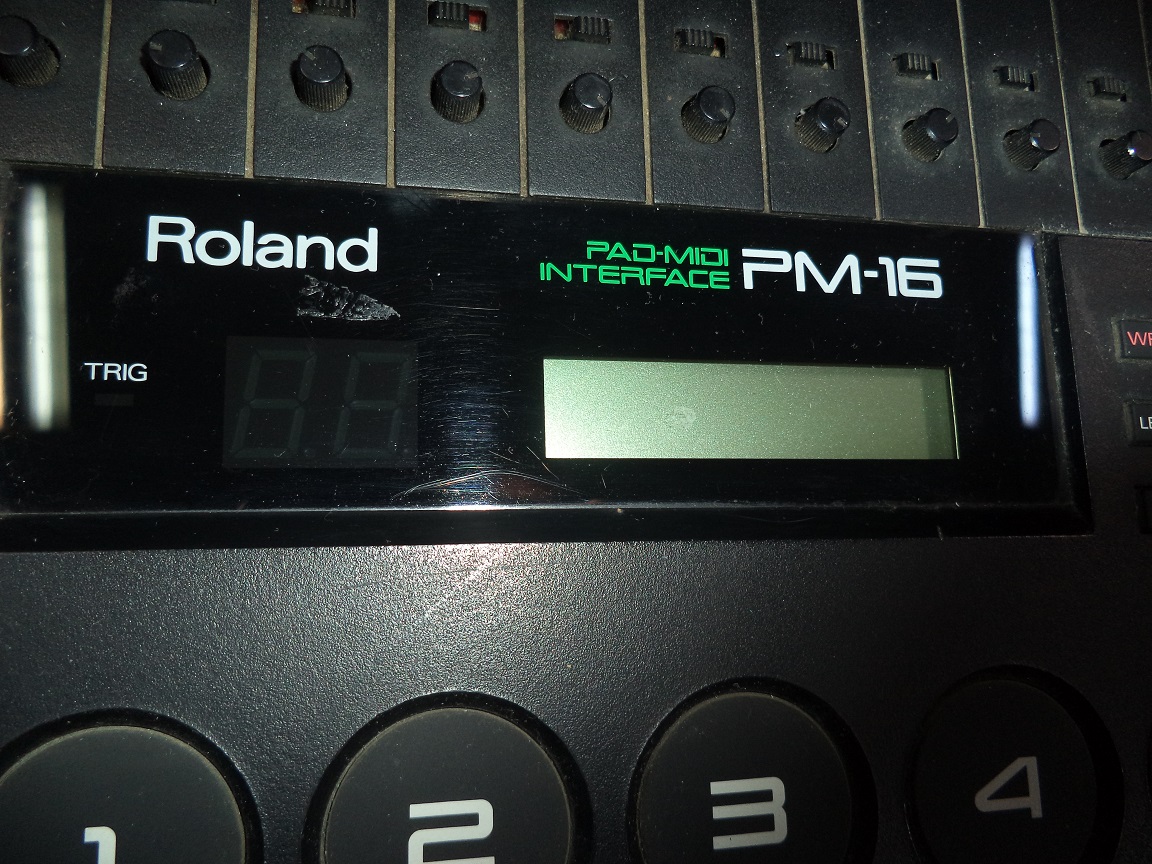 Roland
PAD-MIDI
INTERFACE
PM-16
TRIG
1
2
3
4